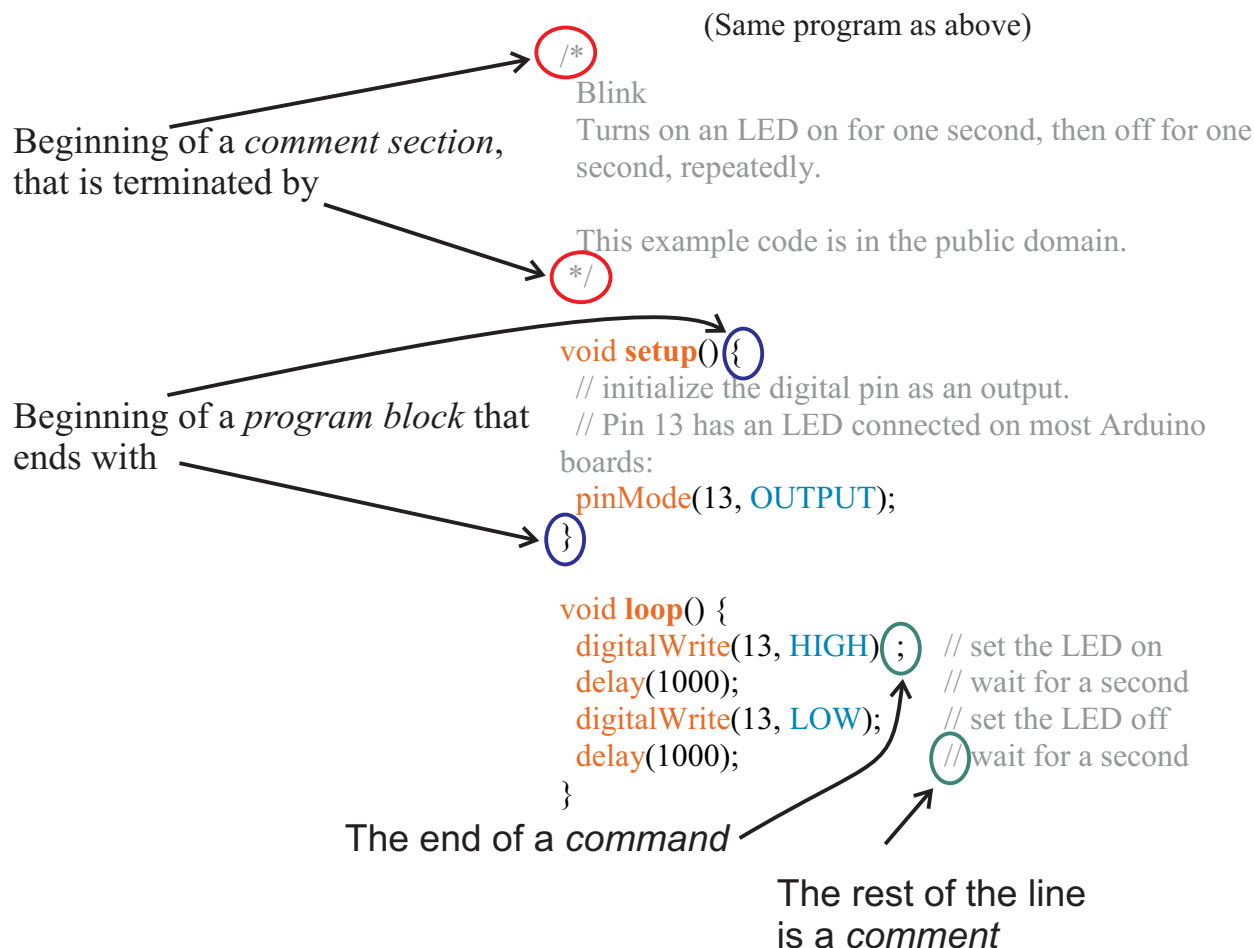 (Same program as above)
/*
Blink
Turns on an LED on for one second, then off for one
second, repeatedly.
Beginning of a comment section,
that is terminated by
This example code is in the public domain.
*/
void setup() {
// initialize the digital pin as an output.
// Pin 13 has an LED connected on most Arduino
boards:
Beginning of a program block that
ends with
pinMode(13, OUTPUT);
}
void loop() {
digitalWrite(13, HIGH) ; // set the LED on
delay(1000); // wait for a second
digitalWrite(13, LOW); // set the LED off
delay(1000); // wait for a second
}
The end of a command
The rest of the line
is a comment